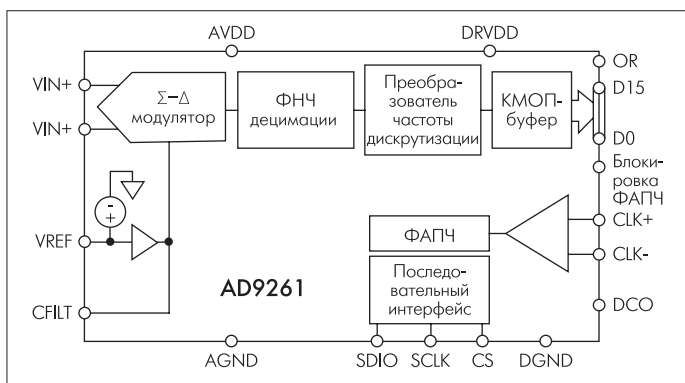 AVDD
DRVDD
OR
VIN+
Σ–Δ
модулятор
ФНЧ
децимации
Преобра-
зователь
частоты
дискрутизации
КМОП-
буфер
D15
VIN+
D0
Блоки-
ровка
ФАПЧ
-
+
VREF
ФАПЧ
CLK+
CLK-
AD9261
Последо-
вательный
интерфейс
CFILT
DCO
AGND
SDIO
SCLK
CS
DGND